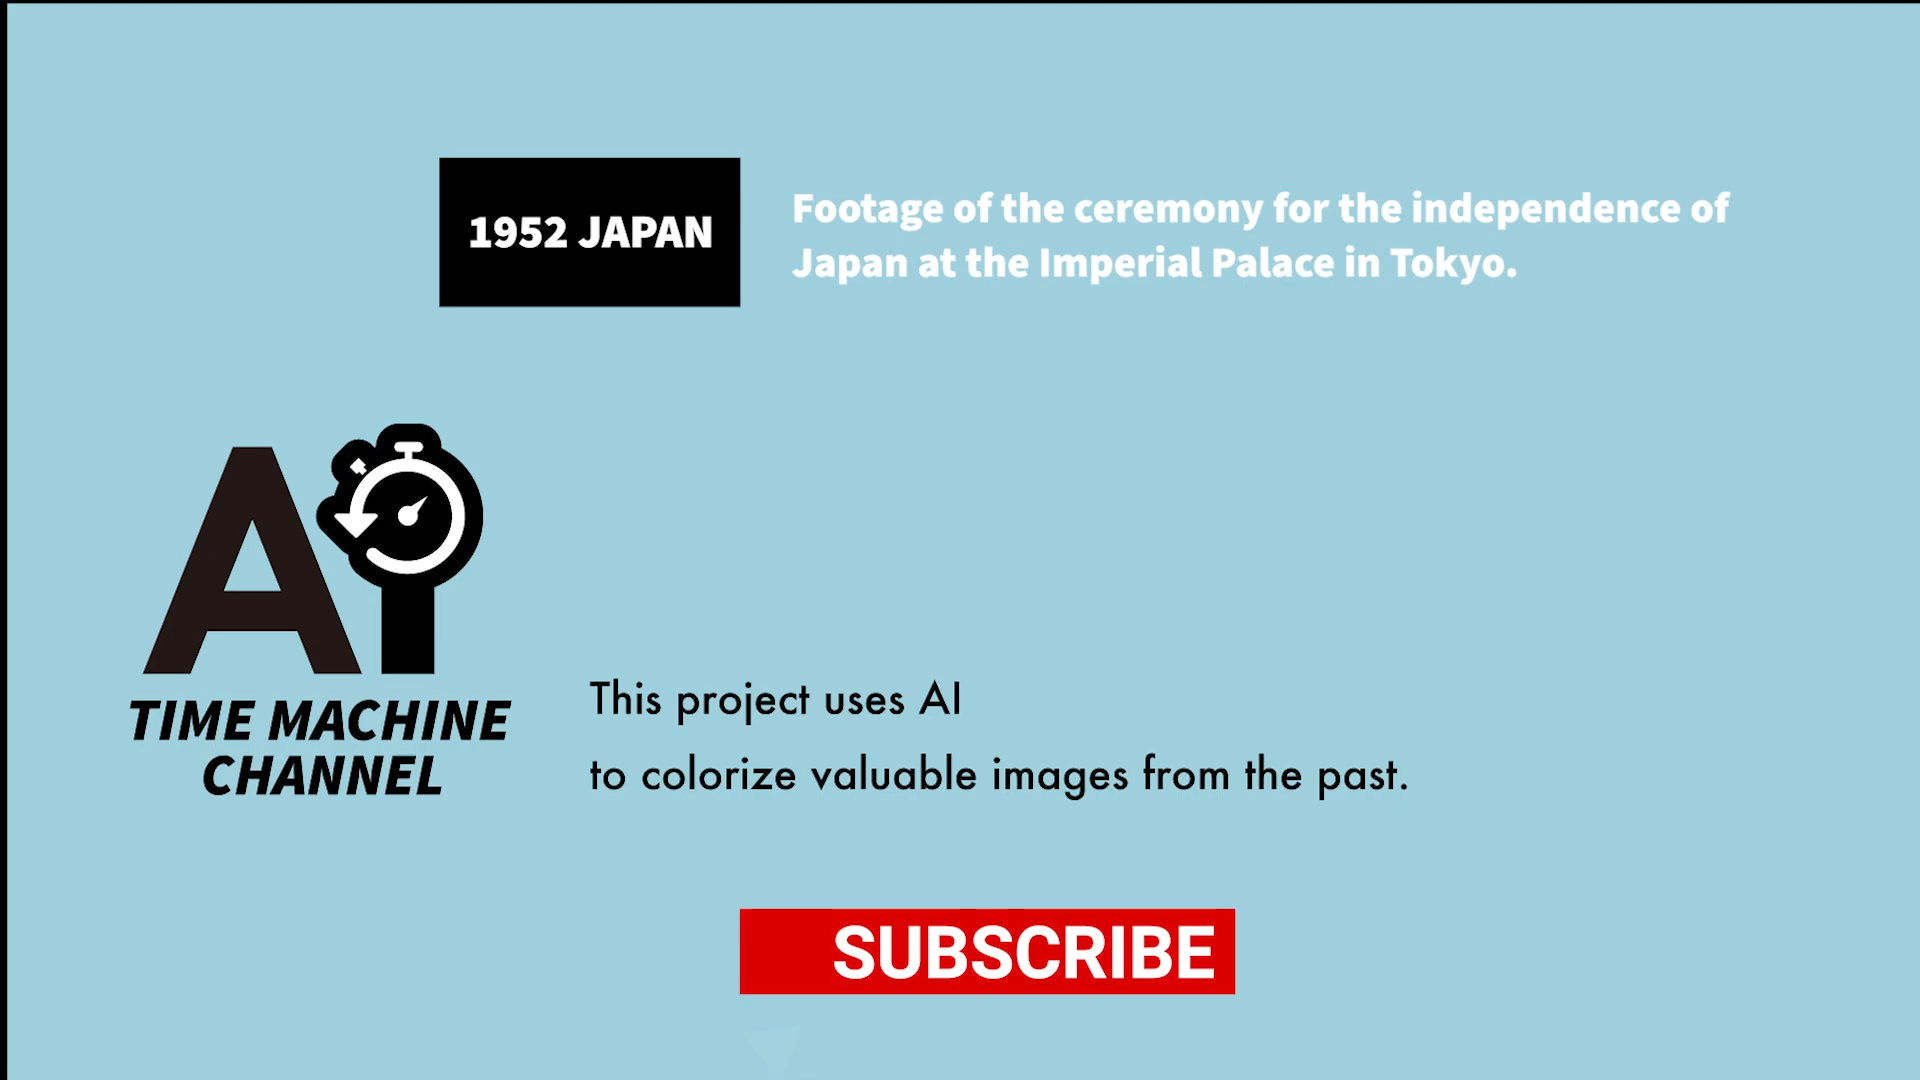 1952 JAPAN
Footage of the ceremony for the independence of
Japan at the Imperial Palace in Tokyo.
AI
TIME MACHINE
CHANNEL
This project uses AI
to colorize valuable images from the past.
SUBSCRIBE